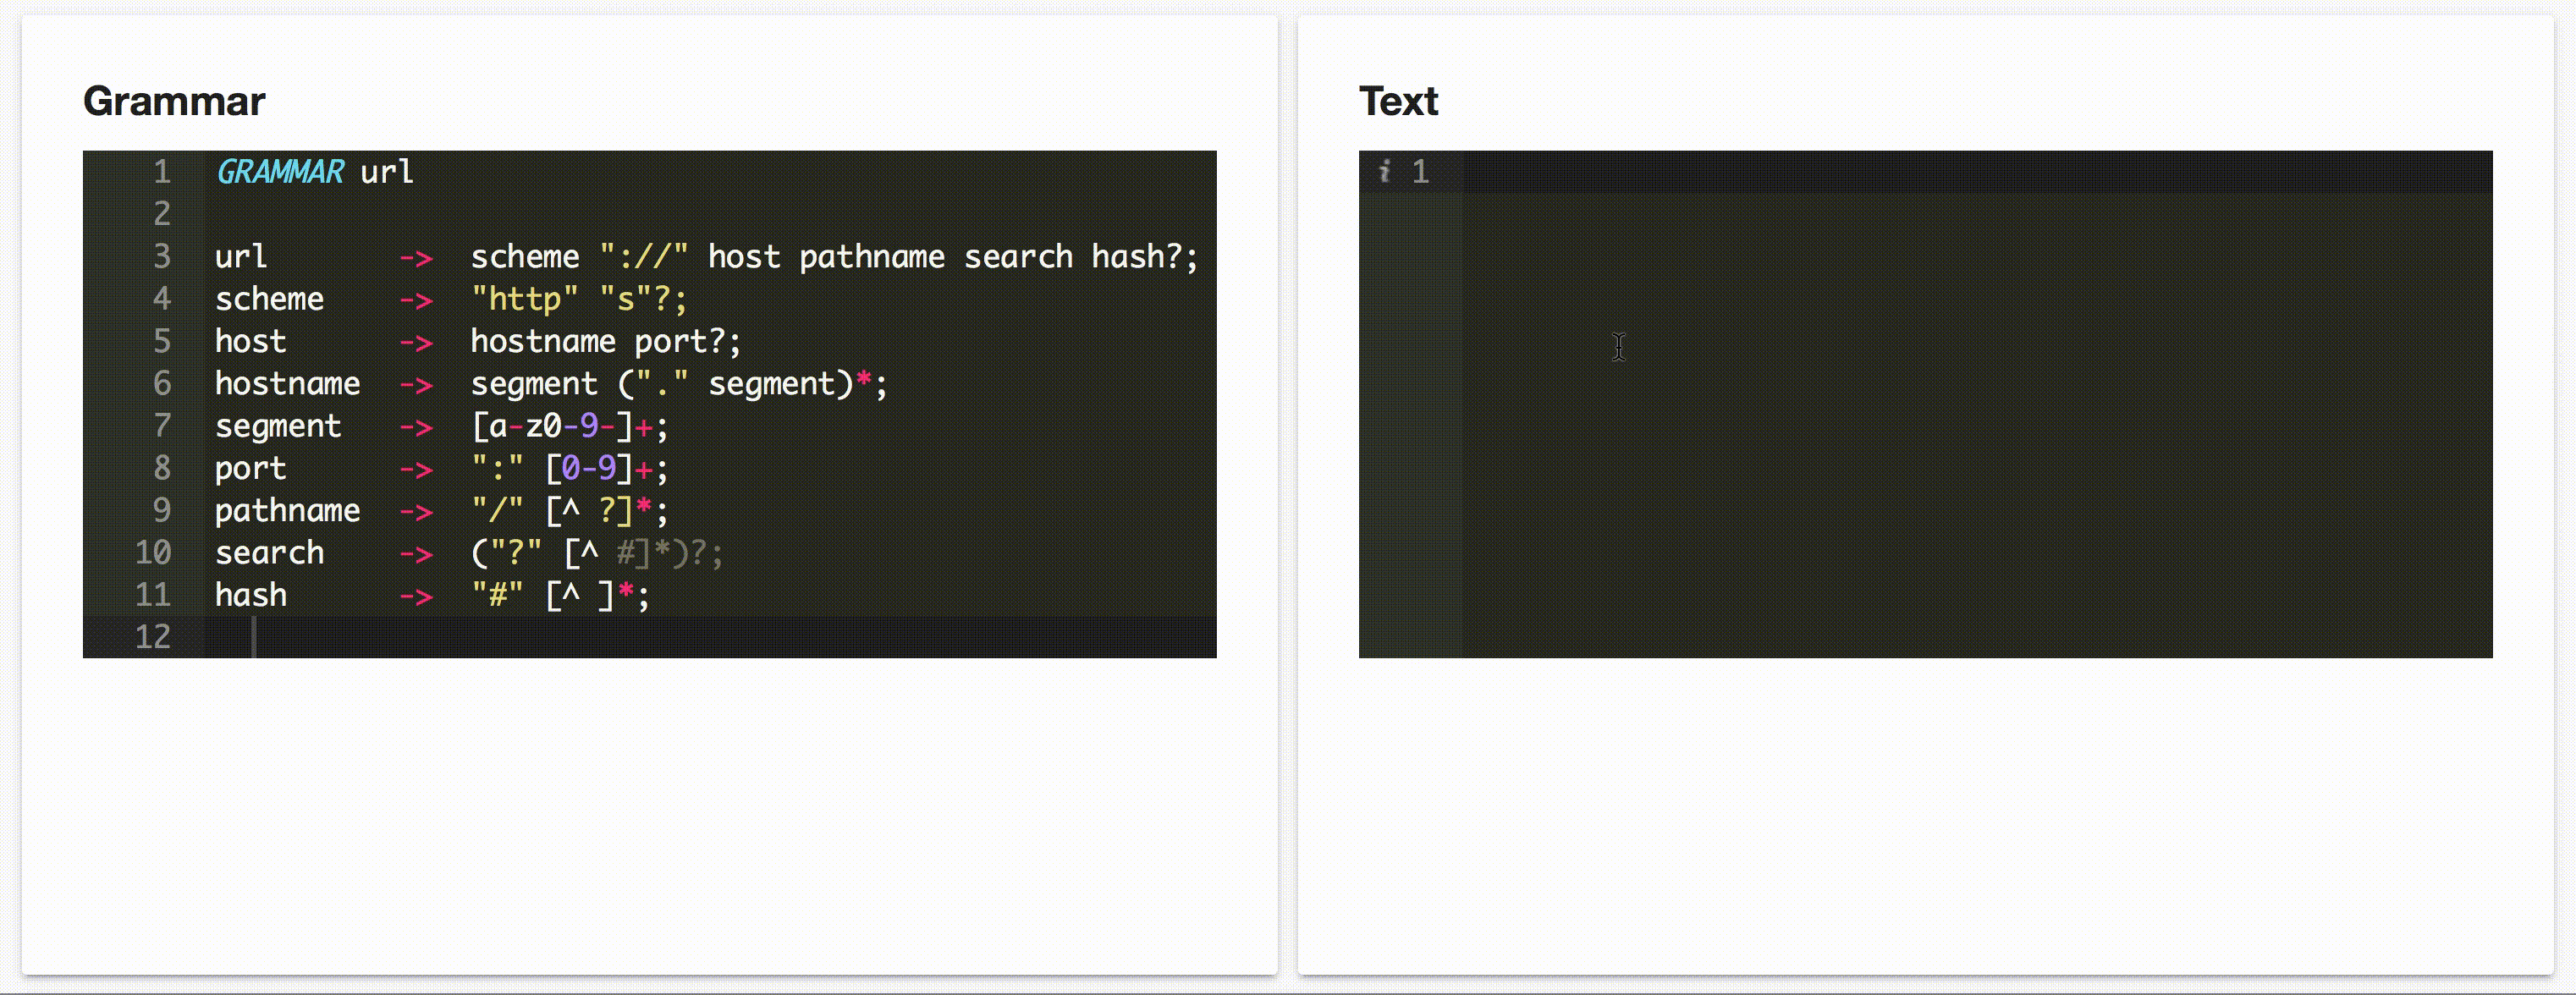 Grammar
1 GRAMMAR url
2
3 url -> scheme "://" host pathname search hash?;
4 scheme -> "http" "s"?;
5 host -> hostname port?;
6 hostname -> segment ("." segment)*;
7 segment -> [a-z0-9-]+;
8 port -> ":" [0-9]+;
9 pathname -> "/" [^ ?]*;
10 search -> ("?" [^ #]*)?;
11 hash -> "#" [^ ]*;
12
Text
i 1